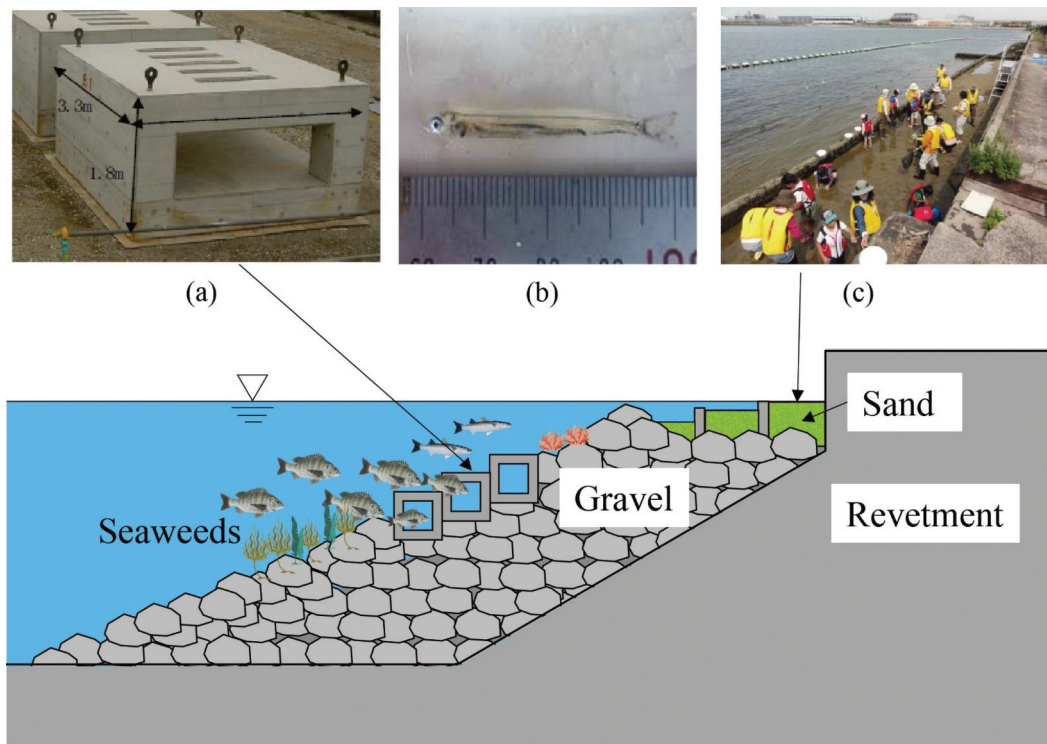 3.3m
1.8m
(a)
(b)
(c)
Sand
Gravel
Seaweeds
Revetment